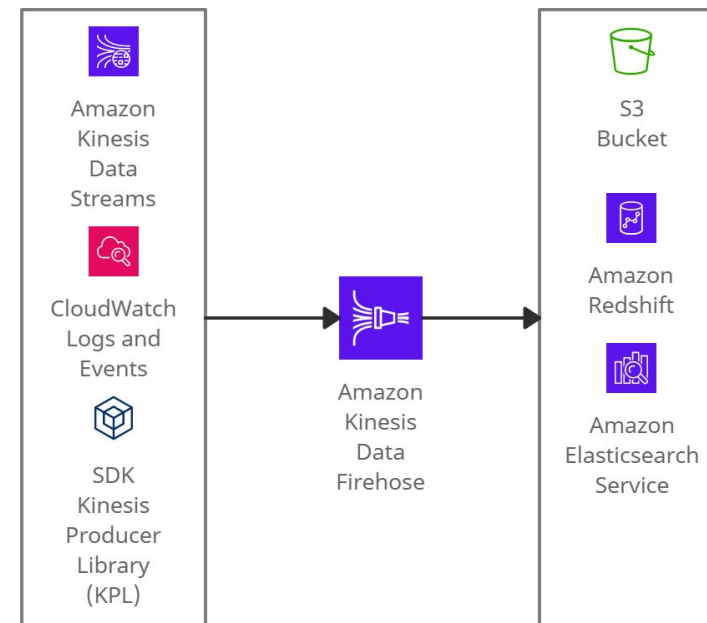 Amazon
Kinesis
Data
Streams
CloudWatch
Logs and
Events
SDK
Kinesis
Producer
Library
(KPL)
Amazon
Kinesis
Data
Firehose
S3
Bucket
Amazon
Redshift
Amazon
Elasticsearch
Service